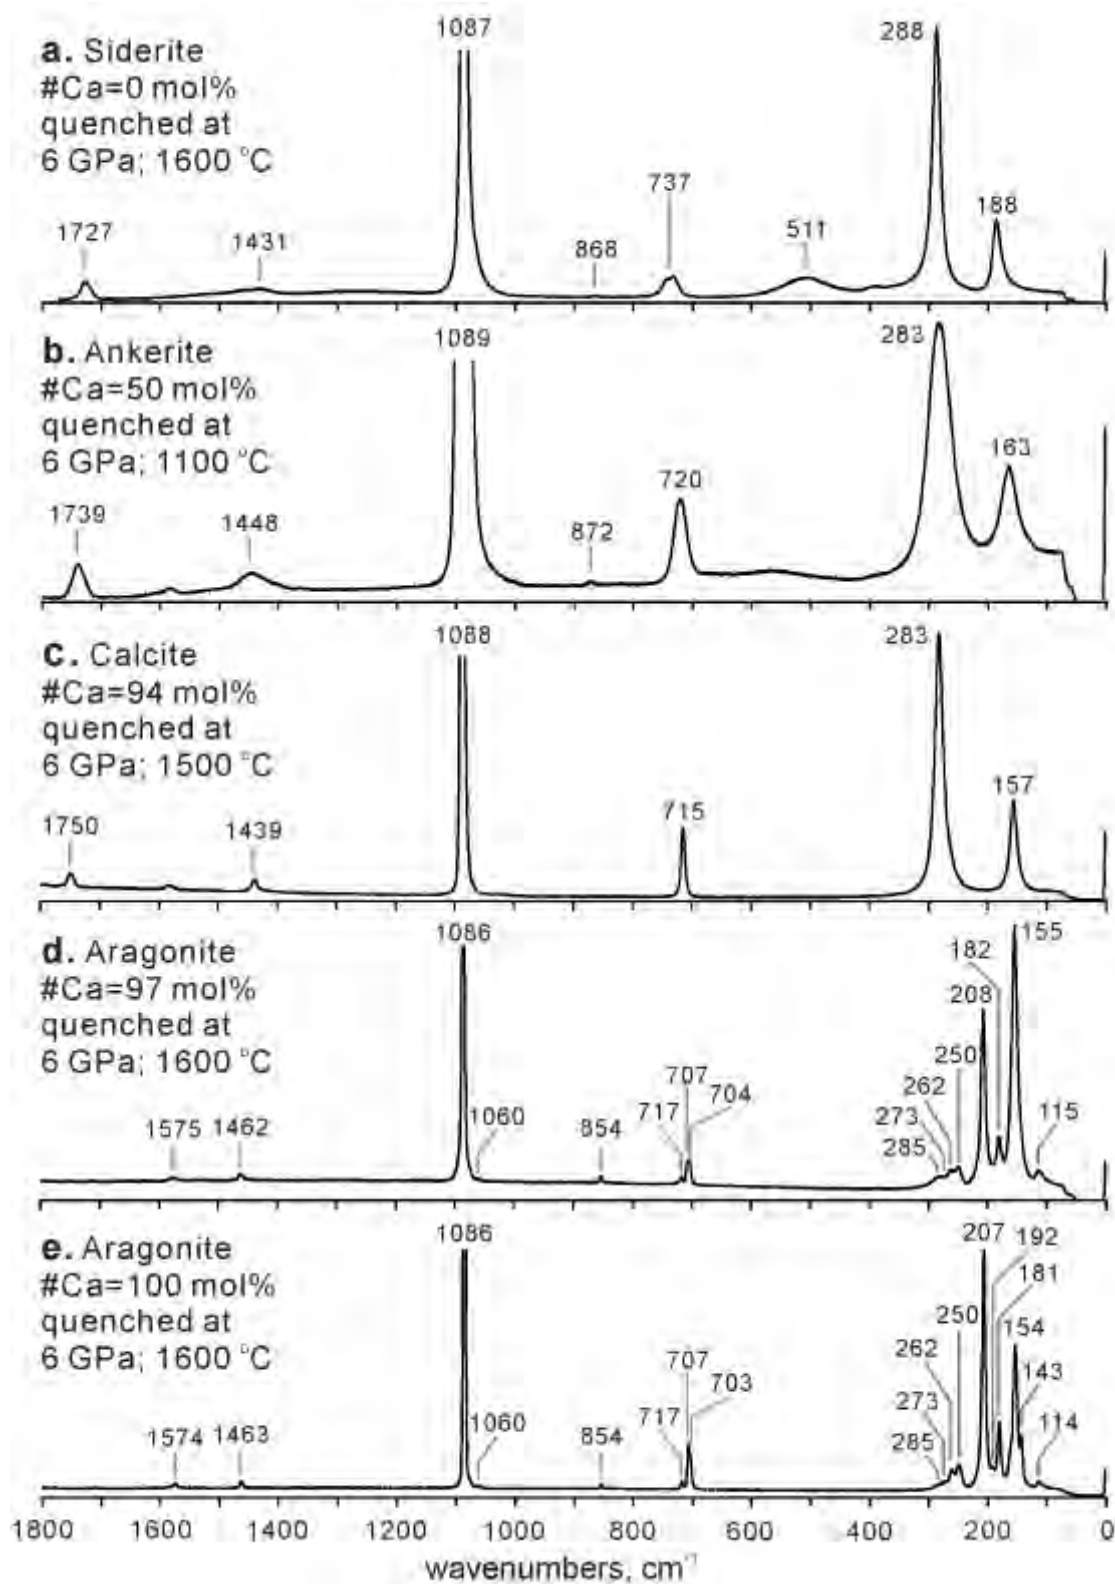 a. Siderite
#Ca=0 mol%
quenched at
6 GPa; 1600 °C
1727
1431
1087
868
737
511
288
188
b. Ankerite
#Ca=50 mol%
quenched at
6 GPa; 1100 °C
1739
1448
1089
872
720
283
163
c. Calcite
#Ca=94 mol%
quenched at
6 GPa; 1500 °C
1750
1439
1088
715
283
157
d. Aragonite
#Ca=97 mol%
quenched at
6 GPa; 1600 °C
1575
1462
1086
1060
854
717
707
704
285
273
262
250
208
182
155
115
e. Aragonite
#Ca=100 mol%
quenched at
6 GPa; 1600 °C
1574
1463
1086
1060
854
717
707
703
285
273
262
250
207
192
181
154
143
114
1800 1600 1400 1200 1000 800 600 400 200 0
wavenumbers, cm⁻¹